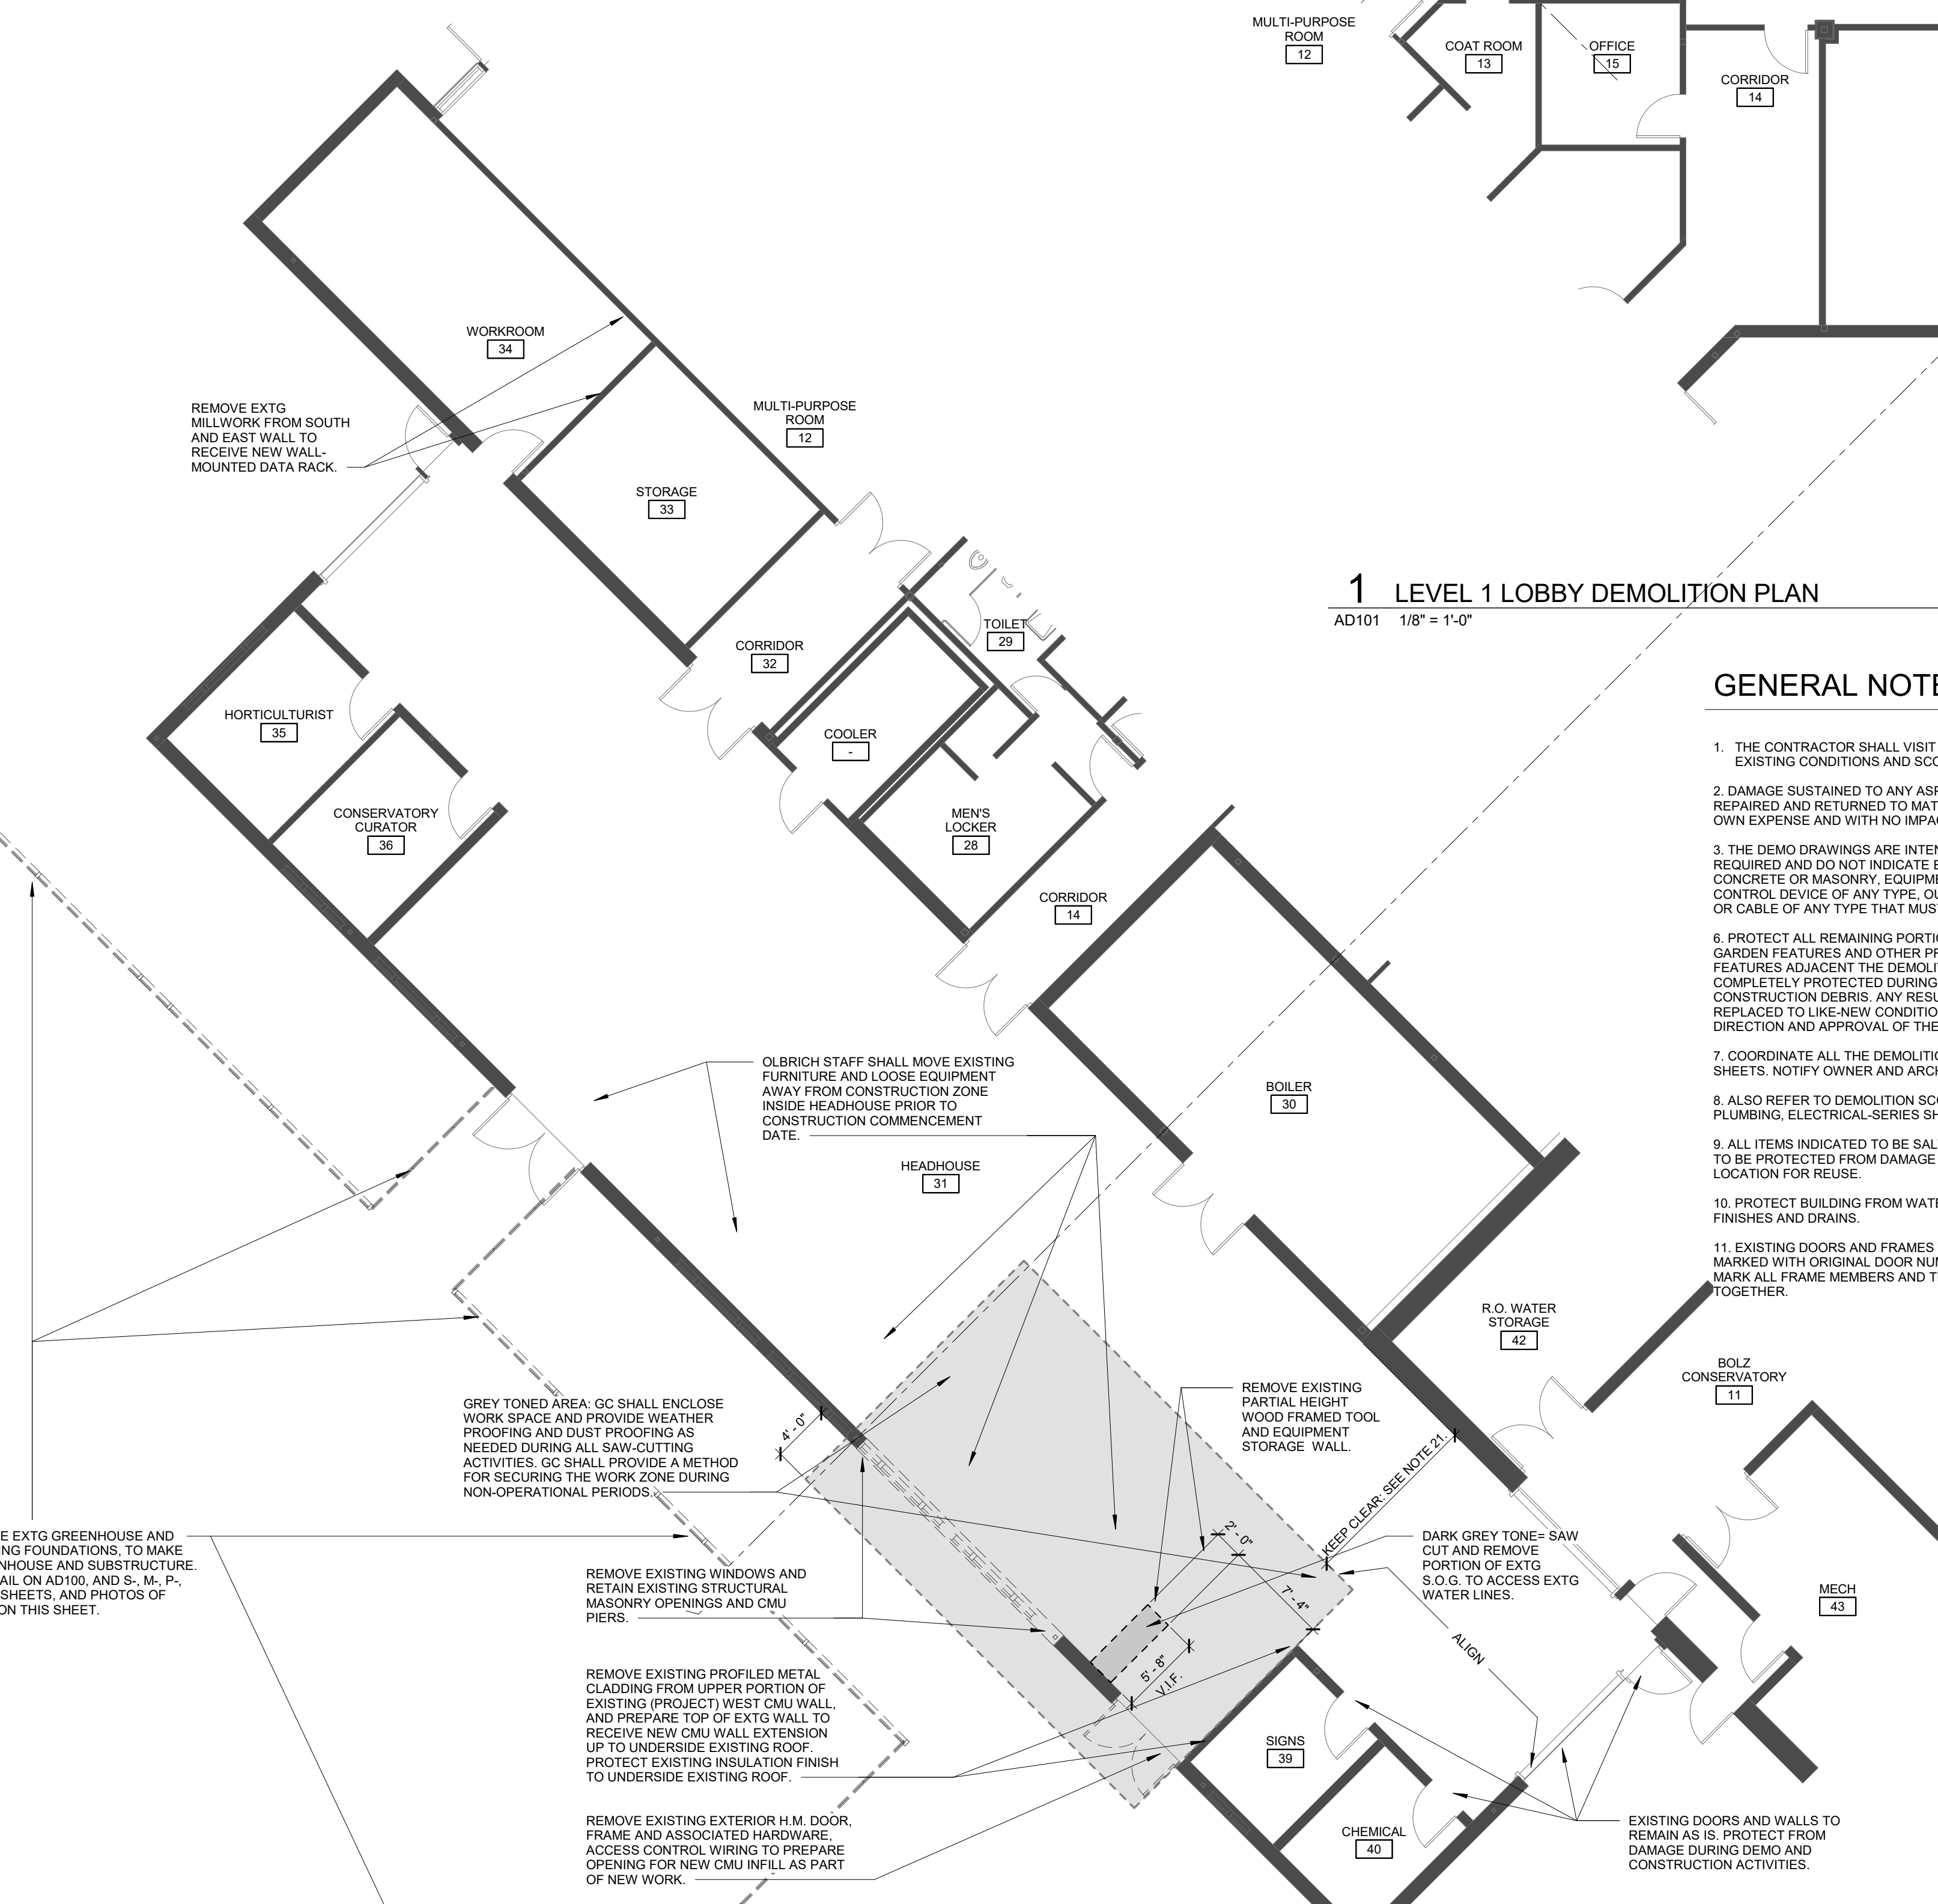 MULTI-PURPOSE
ROOM
12
COAT ROOM
13
OFFICE
15
CORRIDOR
14
WORKROOM
34
REMOVE EXTG
MILLWORK FROM SOUTH
AND EAST WALL TO
RECEIVE NEW WALL-
MOUNTED DATA RACK.
MULTI-PURPOSE
ROOM
12
STORAGE
33
1 LEVEL 1 LOBBY DEMOLITION PLAN
AD101 1/8" = 1'-0"
TOILET
29
CORRIDOR
32
HORTICULTURIST
35
COOLER
-
CONSERVATORY
CURATOR
36
MEN'S
LOCKER
28
CORRIDOR
14
GENERAL NOTE
1. THE CONTRACTOR SHALL VISIT
EXISTING CONDITIONS AND SCO
2. DAMAGE SUSTAINED TO ANY ASP
REPAIRED AND RETURNED TO MAT
OWN EXPENSE AND WITH NO IMPA
3. THE DEMO DRAWINGS ARE INTEN
REQUIRED AND DO NOT INDICATE E
CONCRETE OR MASONRY, EQUIPME
CONTROL DEVICE OF ANY TYPE, OU
OR CABLE OF ANY TYPE THAT MUST
6. PROTECT ALL REMAINING PORTIO
GARDEN FEATURES AND OTHER PR
FEATURES ADJACENT THE DEMOLI
COMPLETELY PROTECTED DURING
CONSTRUCTION DEBRIS. ANY RESU
REPLACED TO LIKE-NEW CONDITIO
DIRECTION AND APPROVAL OF THE
7. COORDINATE ALL THE DEMOLITIO
SHEETS. NOTIFY OWNER AND ARCH
8. ALSO REFER TO DEMOLITION SCO
PLUMBING, ELECTRICAL-SERIES SH
9. ALL ITEMS INDICATED TO BE SAL
TO BE PROTECTED FROM DAMAGE
LOCATION FOR REUSE.
10. PROTECT BUILDING FROM WATE
FINISHES AND DRAINS.
11. EXISTING DOORS AND FRAMES
MARKED WITH ORIGINAL DOOR NUM
MARK ALL FRAME MEMBERS AND T
TOGETHER.
OLBRICH STAFF SHALL MOVE EXISTING
FURNITURE AND LOOSE EQUIPMENT
AWAY FROM CONSTRUCTION ZONE
INSIDE HEADHOUSE PRIOR TO
CONSTRUCTION COMMENCEMENT
DATE.
BOILER
30
HEADHOUSE
31
R.O. WATER
STORAGE
42
BOLZ
CONSERVATORY
11
GREY TONED AREA: GC SHALL ENCLOSE
WORK SPACE AND PROVIDE WEATHER
PROOFING AND DUST PROOFING AS
NEEDED DURING ALL SAW-CUTTING
ACTIVITIES. GC SHALL PROVIDE A METHOD
FOR SECURING THE WORK ZONE DURING
NON-OPERATIONAL PERIODS.
4' - 0"
REMOVE EXISTING
PARTIAL HEIGHT
WOOD FRAMED TOOL
AND EQUIPMENT
STORAGE WALL.
KEEP CLEAR: SEE NOTE 21.
2' - 0"
7' - 4"
5' - 8"
V.I.F.
DARK GREY TONE= SAW
CUT AND REMOVE
PORTION OF EXTG
S.O.G. TO ACCESS EXTG
WATER LINES.
E EXTG GREENHOUSE AND
ING FOUNDATIONS, TO MAKE
NHOUSE AND SUBSTRUCTURE.
AIL ON AD100, AND S-, M-, P-,
SHEETS, AND PHOTOS OF
ON THIS SHEET.
REMOVE EXISTING WINDOWS AND
RETAIN EXISTING STRUCTURAL
MASONRY OPENINGS AND CMU
PIERS.
MECH
43
ALIGN
REMOVE EXISTING PROFILED METAL
CLADDING FROM UPPER PORTION OF
EXISTING (PROJECT) WEST CMU WALL,
AND PREPARE TOP OF EXTG WALL TO
RECEIVE NEW CMU WALL EXTENSION
UP TO UNDERSIDE EXISTING ROOF.
PROTECT EXISTING INSULATION FINISH
TO UNDERSIDE EXISTING ROOF.
SIGNS
39
REMOVE EXISTING EXTERIOR H.M. DOOR,
FRAME AND ASSOCIATED HARDWARE,
ACCESS CONTROL WIRING TO PREPARE
OPENING FOR NEW CMU INFILL AS PART
OF NEW WORK.
CHEMICAL
40
EXISTING DOORS AND WALLS TO
REMAIN AS IS. PROTECT FROM
DAMAGE DURING DEMO AND
CONSTRUCTION ACTIVITIES.